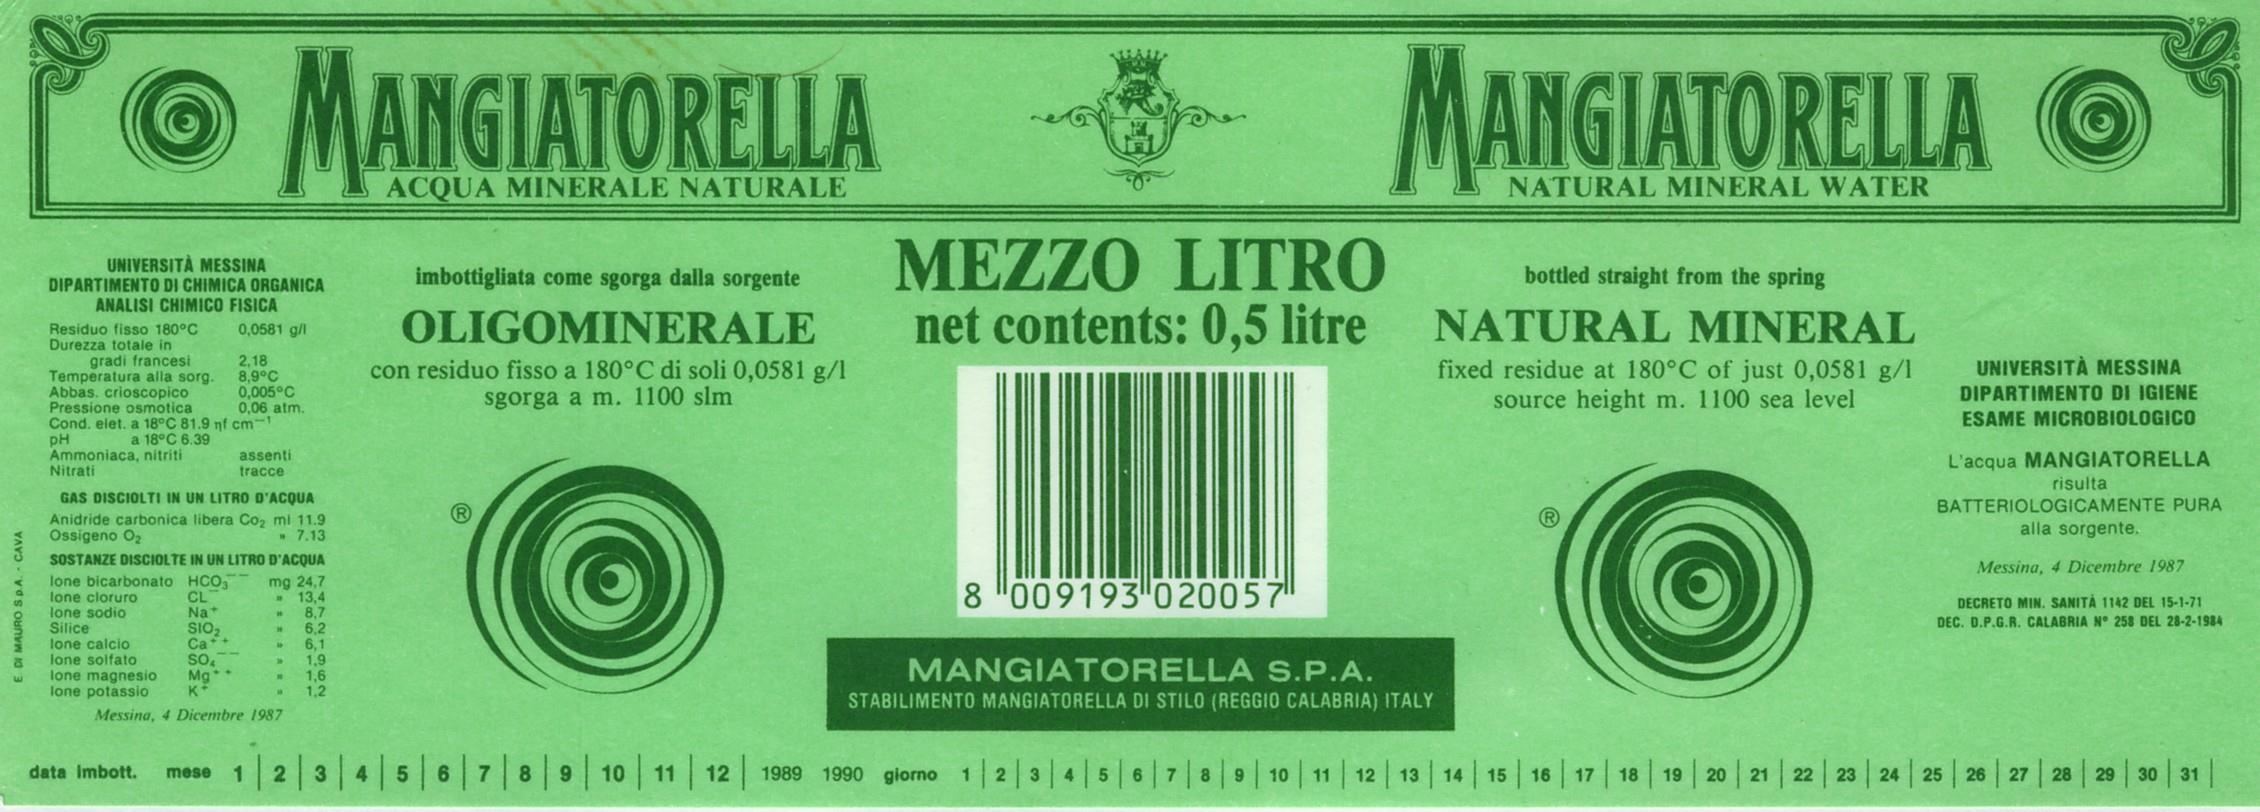 MANGIATORELLA
ACQUA MINERALE NATURALE
MANGIATORELLA
NATURAL MINERAL WATER
UNIVERSITÀ MESSINA
DIPARTIMENTO DI CHIMICA ORGANICA
ANALISI CHIMICO FISICA
Residuo fisso 180°C 0,0581 g/l
Durezza totale in
gradi francesi 2,18
Temperatura alla sorg. 8,9°C
Abbas. crioscopico 0,005°C
Pressione osmotica 0,06 atm.
Cond. elet. a 18°C 81.9 ηf cm⁻¹
pH a 18°C 6.39
Ammoniaca, nitriti assenti
Nitrati tracce
GAS DISCIOLTI IN UN LITRO D'ACQUA
Anidride carbonica libera Co₂ ml 11.9
Ossigeno O₂ » 7.13
SOSTANZE DISCIOLTE IN UN LITRO D'ACQUA
Ione bicarbonato HCO₃⁻⁻ mg 24,7
Ione cloruro CL⁻ » 13,4
Ione sodio Na⁺ » 8,7
Silice SIO₂ » 6,2
Ione calcio Ca⁺⁺ » 6,1
Ione solfato SO₄⁻⁻ » 1,9
Ione magnesio Mg⁺⁺ » 1,6
Ione potassio K⁺ » 1,2
Messina, 4 Dicembre 1987
E. DI MAURO S.p.A. - CAVA
imbottigliata come sgorga dalla sorgente
OLIGOMINERALE
con residuo fisso a 180°C di soli 0,0581 g/l
sgorga a m. 1100 slm
®
MEZZO LITRO
net contents: 0,5 litre
8 009193 020057
MANGIATORELLA S.P.A.
STABILIMENTO MANGIATORELLA DI STILO (REGGIO CALABRIA) ITALY
bottled straight from the spring
NATURAL MINERAL
fixed residue at 180°C of just 0,0581 g/l
source height m. 1100 sea level
®
UNIVERSITÀ MESSINA
DIPARTIMENTO DI IGIENE
ESAME MICROBIOLOGICO
L'acqua MANGIATORELLA
risulta
BATTERIOLOGICAMENTE PURA
alla sorgente.
Messina, 4 Dicembre 1987
DECRETO MIN. SANITÀ 1142 DEL 15-1-71
DEC. D.P.G.R. CALABRIA N° 258 DEL 28-2-1984
data imbott. mese 1 2 3 4 5 6 7 8 9 10 11 12 1989 1990 giorno 1 2 3 4 5 6 7 8 9 10 11 12 13 14 15 16 17 18 19 20 21 22 23 24 25 26 27 28 29 30 31